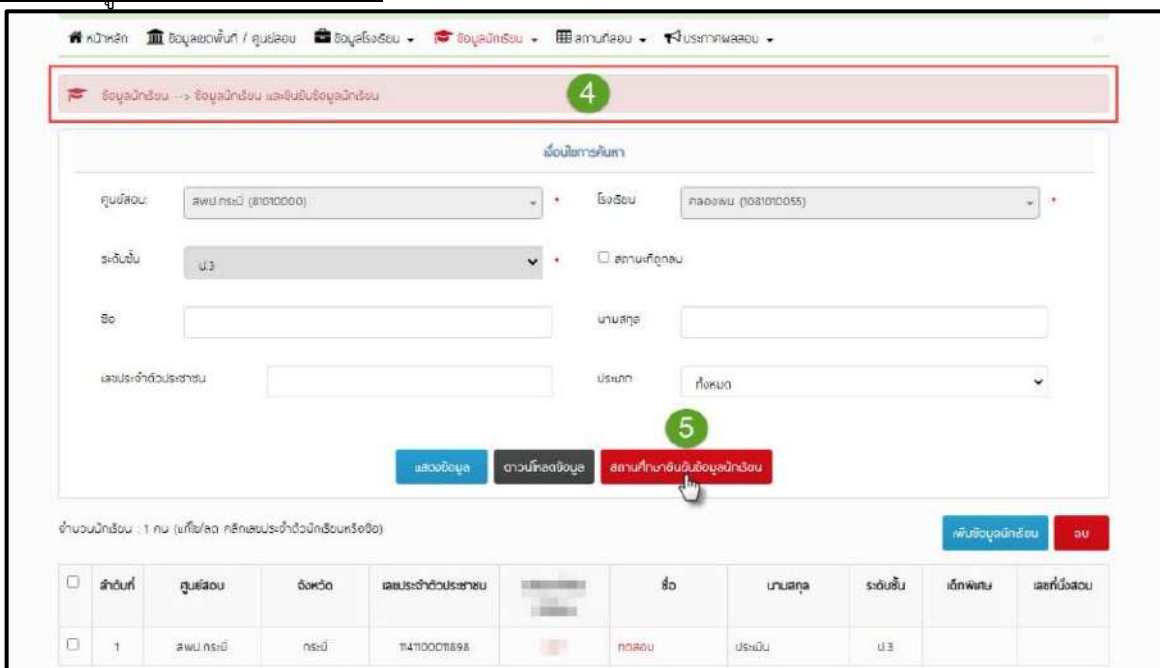 หน้าหลัก ข้อมูลเขตพื้นที่ / ศูนย์สอบ ข้อมูลโรงเรียน ข้อมูลนักเรียน สถานที่สอบ ประกาศผลสอบ
ข้อมูลนักเรียน --> ข้อมูลนักเรียน และยืนยันข้อมูลนักเรียน 4
เงื่อนไขการค้นหา
ศูนย์สอบ: สพป.กระบี่ (81010000) * โรงเรียน คลองพน (1081010055) *
ระดับชั้น ป.3 * สถานะที่ถูกลบ
ชื่อ นามสกุล
เลขประจำตัวประชาชน ประเภท ทั้งหมด
5
แสดงข้อมูล ดาวน์โหลดข้อมูล สถานศึกษายืนยันข้อมูลนักเรียน
จำนวนนักเรียน : 1 คน (แก้ไข/ลด คลิกเลขประจำตัวนักเรียนหรือชื่อ) เพิ่มข้อมูลนักเรียน ลบ
ลำดับที่ ศูนย์สอบ จังหวัด เลขประจำตัวประชาชน ชื่อ นามสกุล ระดับชั้น เด็กพิเศษ เลขที่นั่งสอบ
1 สพป.กระบี่ กระบี่ 1141100011898 ทดสอบ ประเมิน ป.3